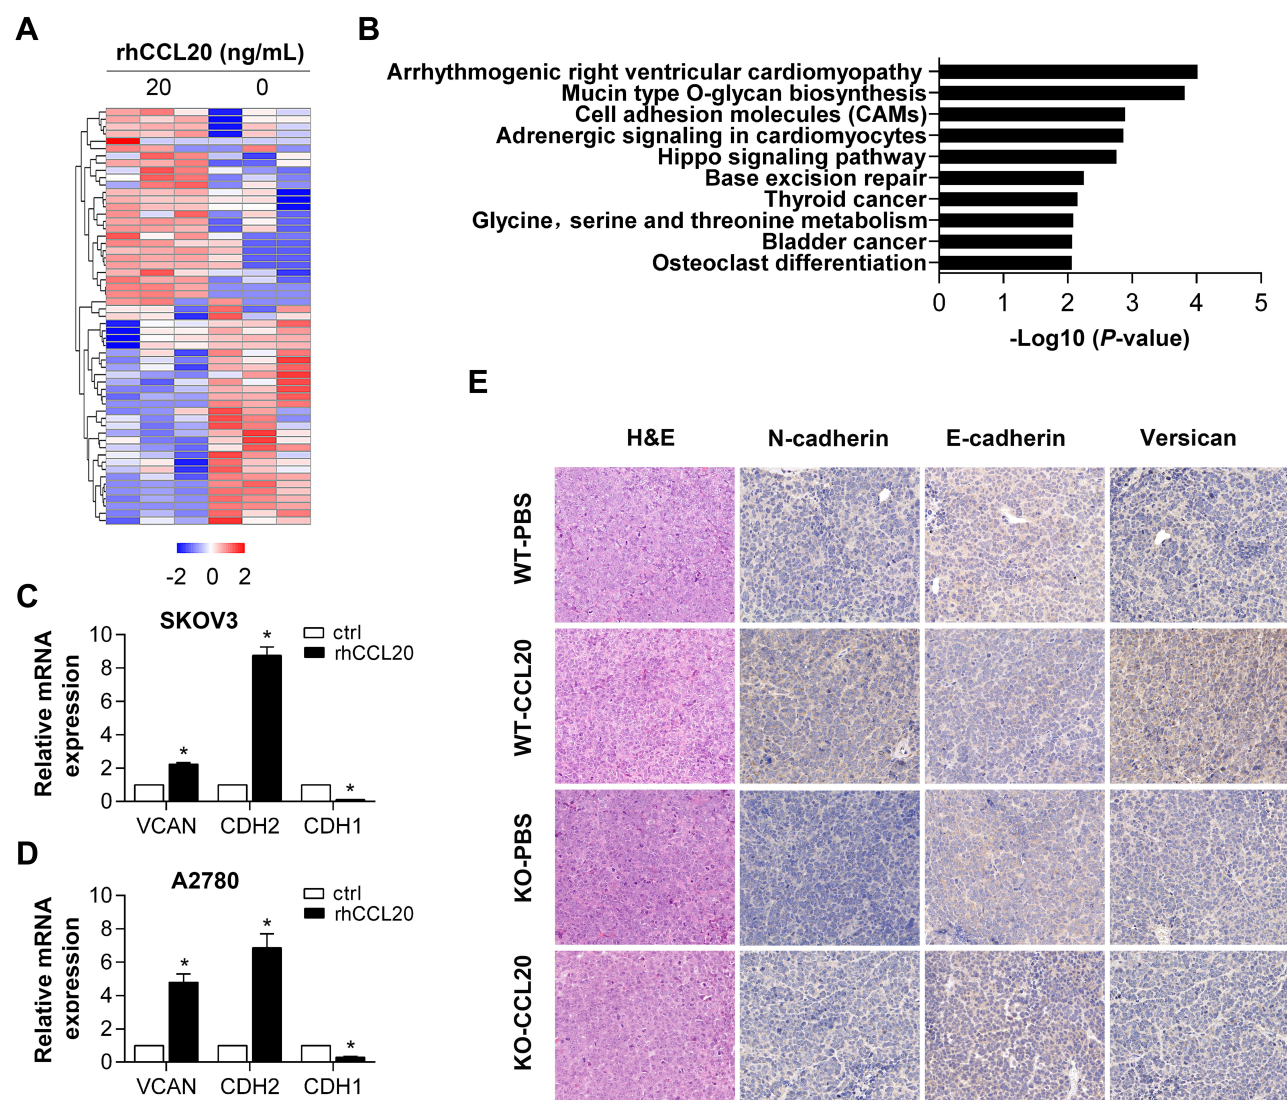 A
rhCCL20 (ng/mL)
20 0
-2 0 2
B
Arrhythmogenic right ventricular cardiomyopathy
Mucin type O-glycan biosynthesis
Cell adhesion molecules (CAMs)
Adrenergic signaling in cardiomyocytes
Hippo signaling pathway
Base excision repair
Thyroid cancer
Glycine, serine and threonine metabolism
Bladder cancer
Osteoclast differentiation
0 1 2 3 4 5
-Log10 (P-value)
C
SKOV3
ctrl
rhCCL20
Relative mRNA
expression
10
8
6
4
2
0
* * *
VCAN CDH2 CDH1
D
A2780
ctrl
rhCCL20
Relative mRNA
expression
10
8
6
4
2
0
* * *
VCAN CDH2 CDH1
E
H&E N-cadherin E-cadherin Versican
WT-PBS
WT-CCL20
KO-PBS
KO-CCL20